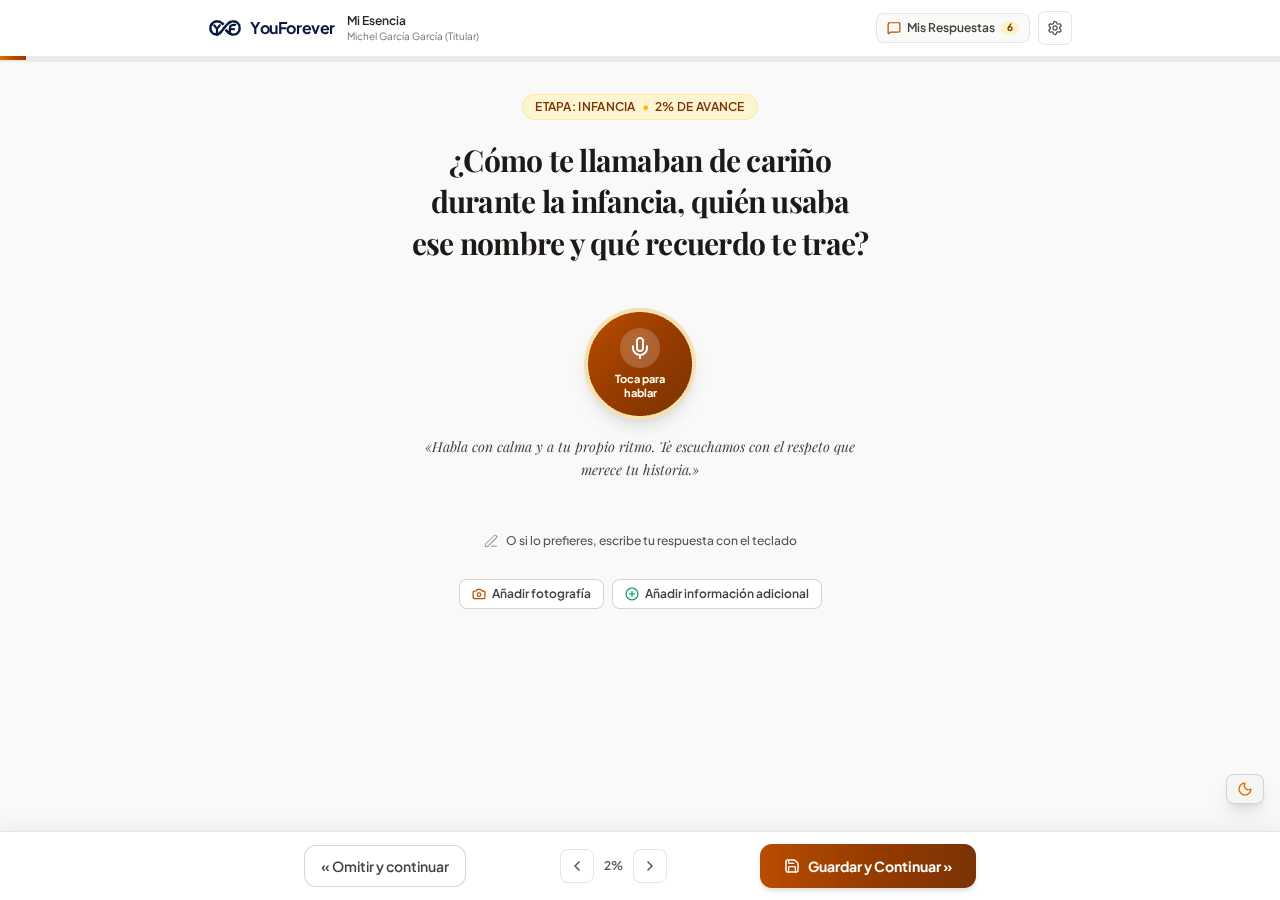 YouForever
Mi Esencia
Michel García García (Titular)
Mis Respuestas 6
ETAPA: INFANCIA • 2% DE AVANCE
¿Cómo te llamaban de cariño
durante la infancia, quién usaba
ese nombre y qué recuerdo te trae?
Toca para
hablar
«Habla con calma y a tu propio ritmo. Te escuchamos con el respeto que
merece tu historia.»
O si lo prefieres, escribe tu respuesta con el teclado
Añadir fotografía
Añadir información adicional
« Omitir y continuar
2%
Guardar y Continuar »